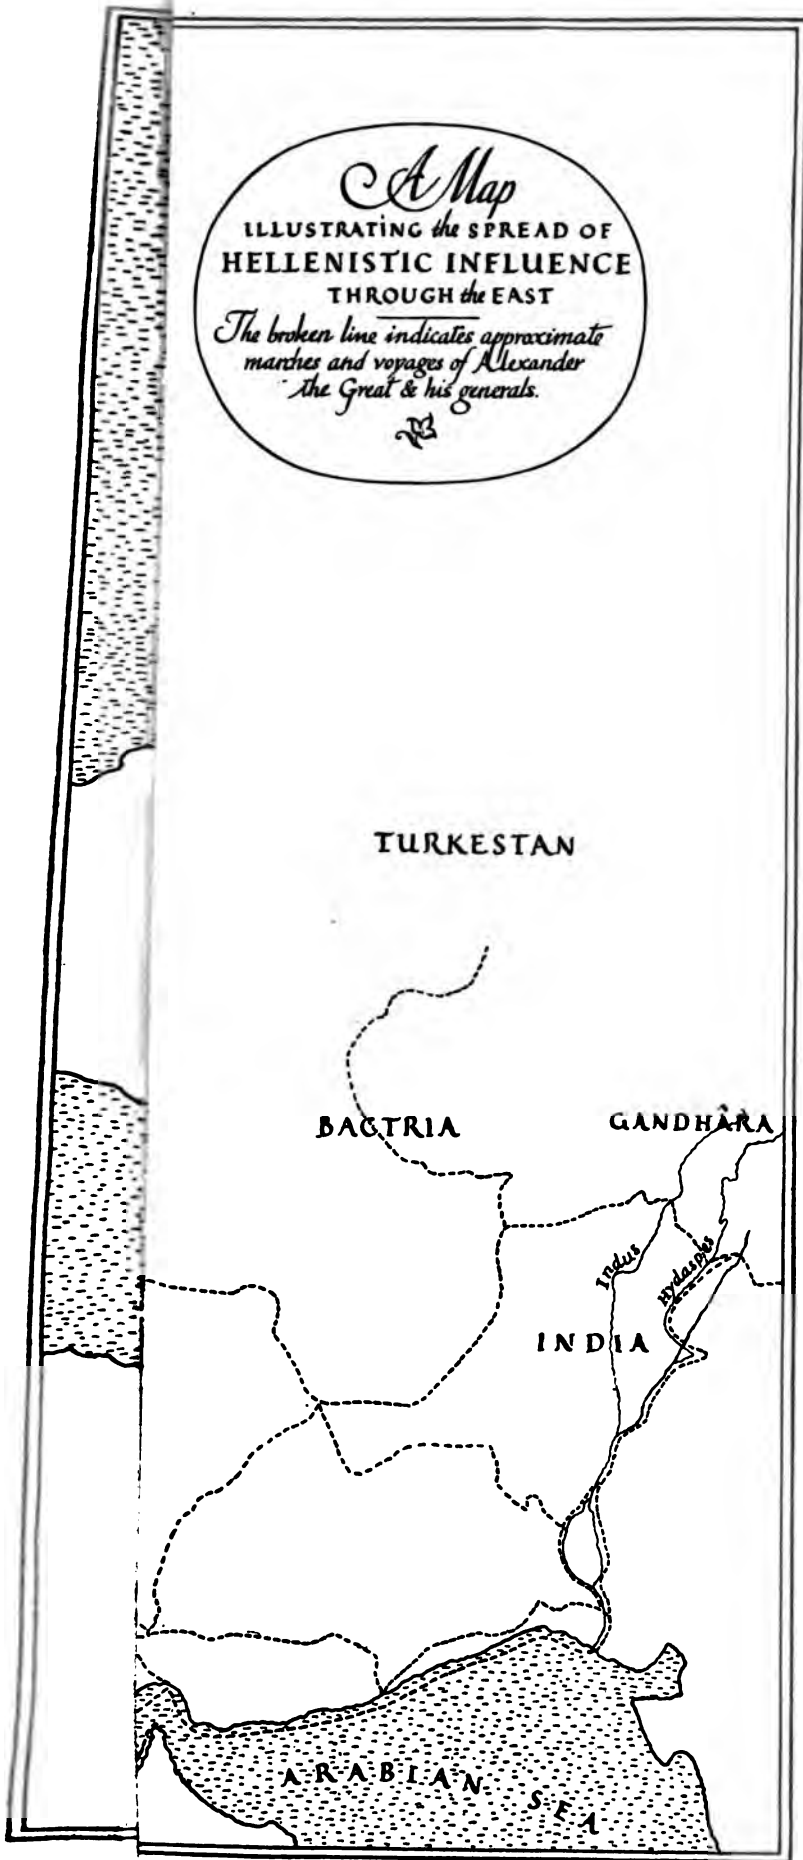 A Map
ILLUSTRATING the SPREAD OF
HELLENISTIC INFLUENCE
THROUGH the EAST
The broken line indicates approximate
marches and voyages of Alexander
the Great & his generals.
TURKESTAN
BACTRIA
GANDHÀRA
Indus
Hydaspes
INDIA
ARABIAN SEA